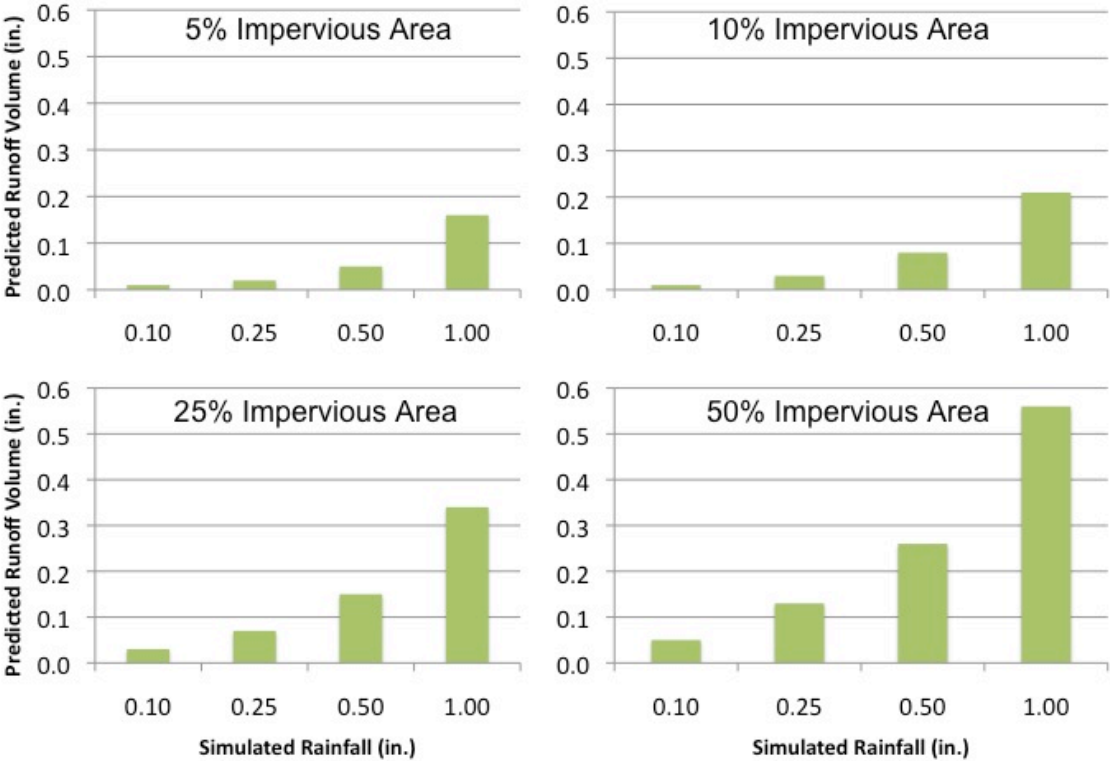 5% Impervious Area
Predicted Runoff Volume (in.)
0.6
0.5
0.4
0.3
0.2
0.1
0.0
0.10 0.25 0.50 1.00
10% Impervious Area
0.6
0.5
0.4
0.3
0.2
0.1
0.0
0.10 0.25 0.50 1.00
25% Impervious Area
Predicted Runoff Volume (in.)
0.6
0.5
0.4
0.3
0.2
0.1
0.0
0.10 0.25 0.50 1.00
Simulated Rainfall (in.)
50% Impervious Area
0.6
0.5
0.4
0.3
0.2
0.1
0.0
0.10 0.25 0.50 1.00
Simulated Rainfall (in.)